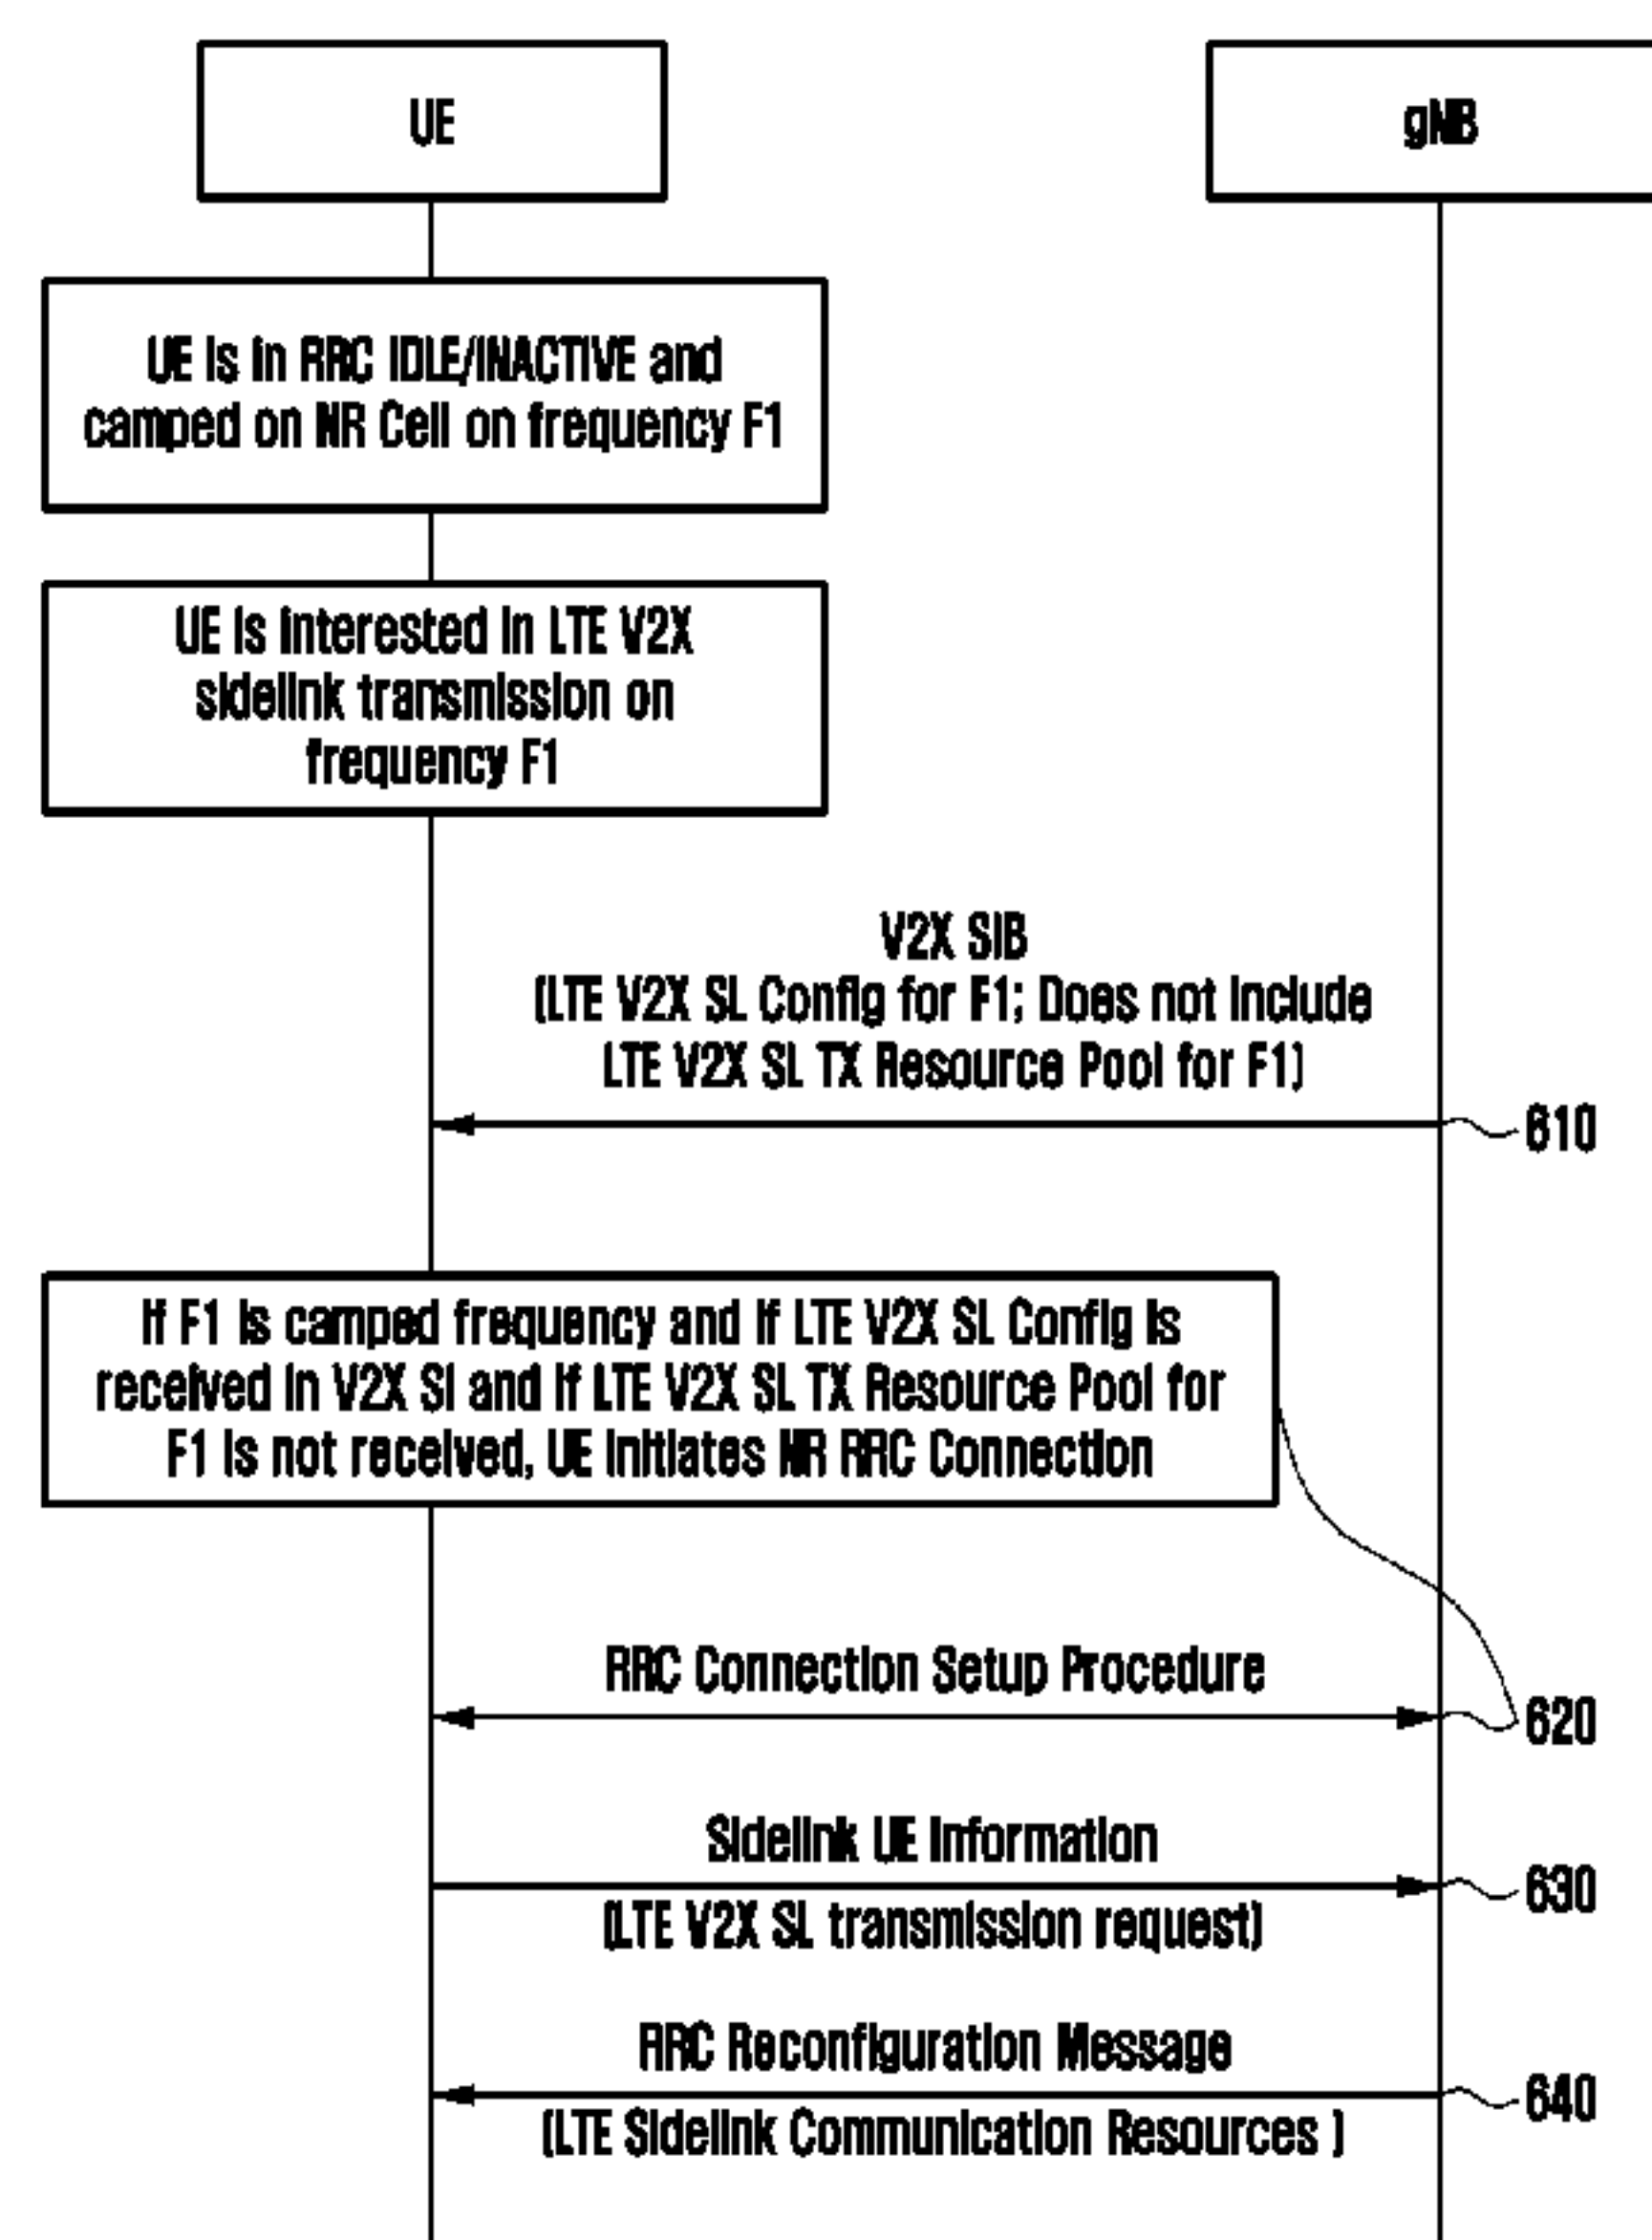 UE
gNB
UE is in RRC IDLE/INACTIVE and
camped on NR Cell on frequency F1
UE is interested in LTE V2X
sidelink transmission on
frequency F1
V2X SIB
(LTE V2X SL Config for F1; Does not include
LTE V2X SL TX Resource Pool for F1)
610
If F1 is camped frequency and if LTE V2X SL Config is
received in V2X SI and if LTE V2X SL TX Resource Pool for
F1 is not received, UE initiates NR RRC Connection
RRC Connection Setup Procedure
620
Sidelink UE Information
630
(LTE V2X SL transmission request)
RRC Reconfiguration Message
640
(LTE Sidelink Communication Resources )